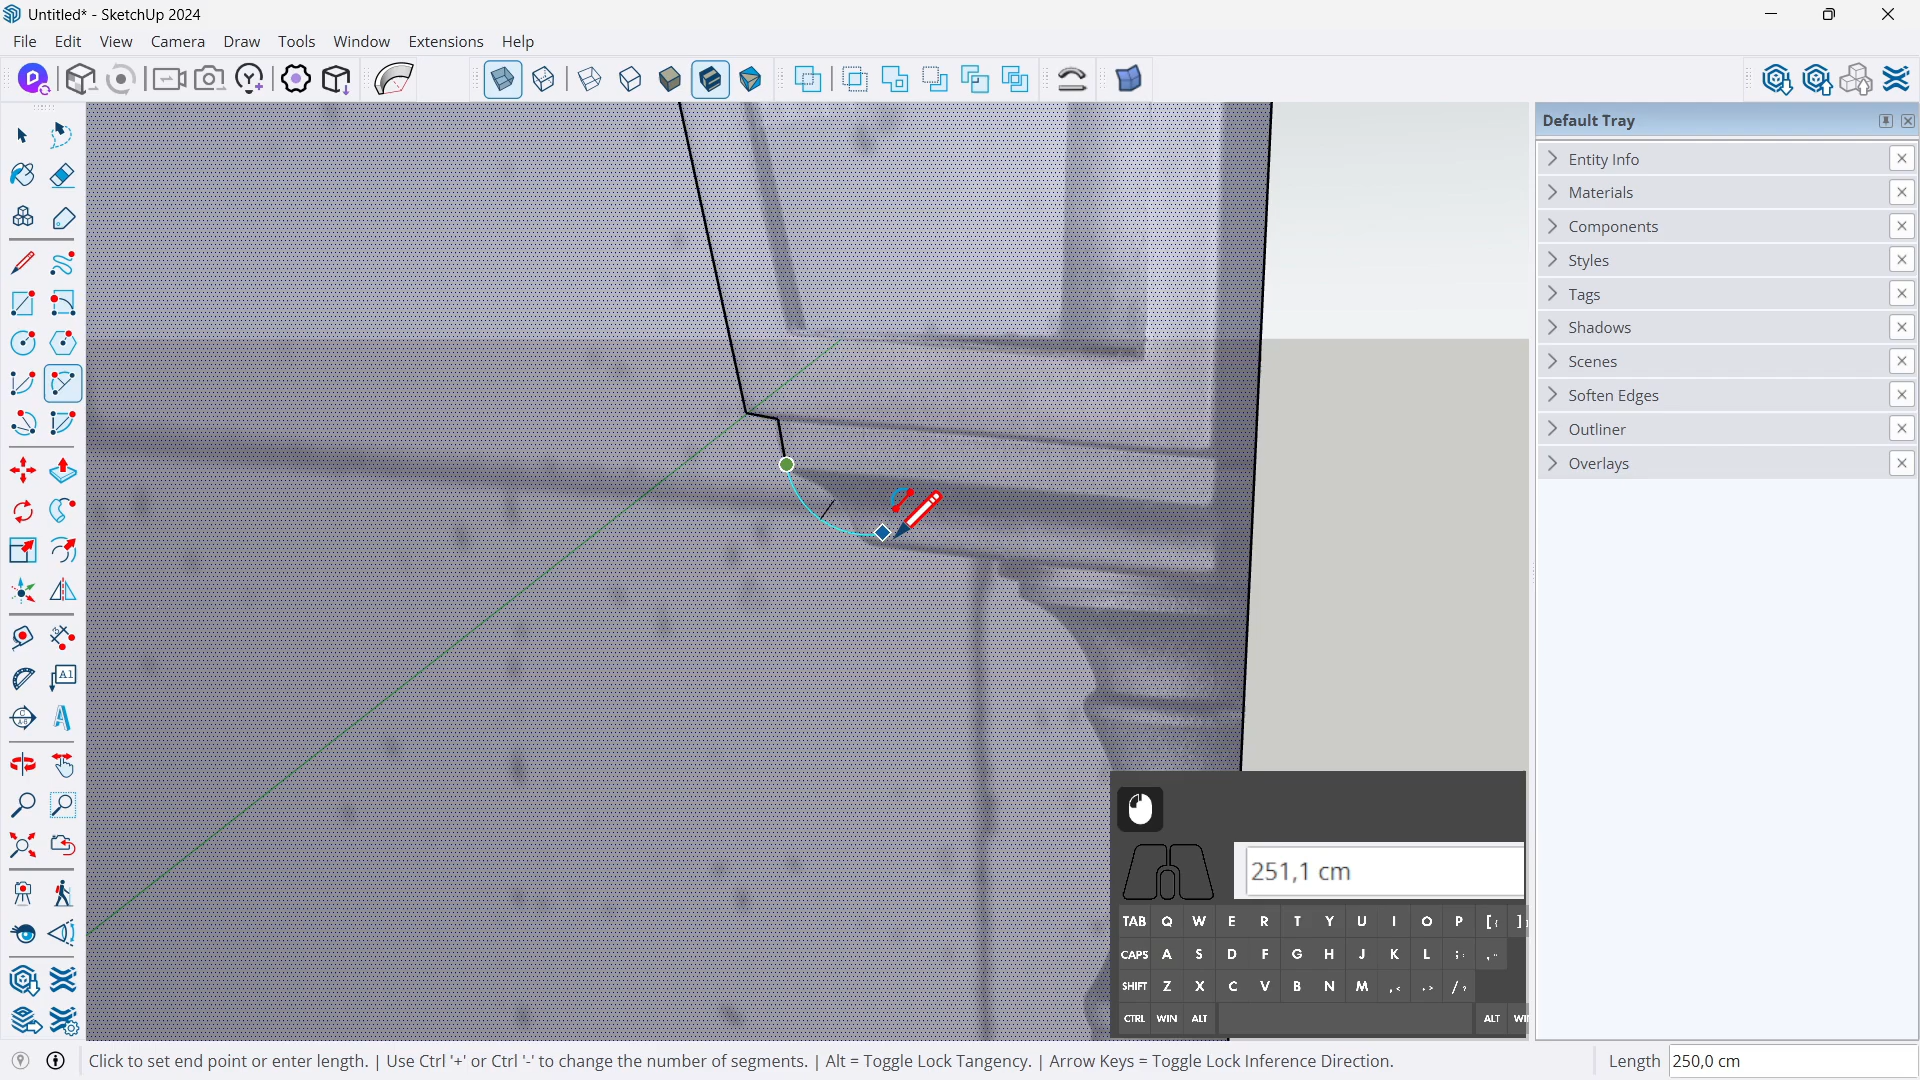 Untitled* - SketchUp 2024
File Edit View Camera Draw Tools Window Extensions Help
Default Tray
Entity Info
Materials
Components
Styles
Tags
Shadows
Scenes
Soften Edges
Outliner
Overlays
251,1 cm
TAB Q W E R T Y U I O P [{ ]}
CAPS A S D F G H J K L ;: '"
SHIFT Z X C V B N M ,< .> /?
CTRL WIN ALT ALT WI
Click to set end point or enter length. | Use Ctrl '+' or Ctrl '-' to change the number of segments. | Alt = Toggle Lock Tangency. | Arrow Keys = Toggle Lock Inference Direction.
Length 250,0 cm